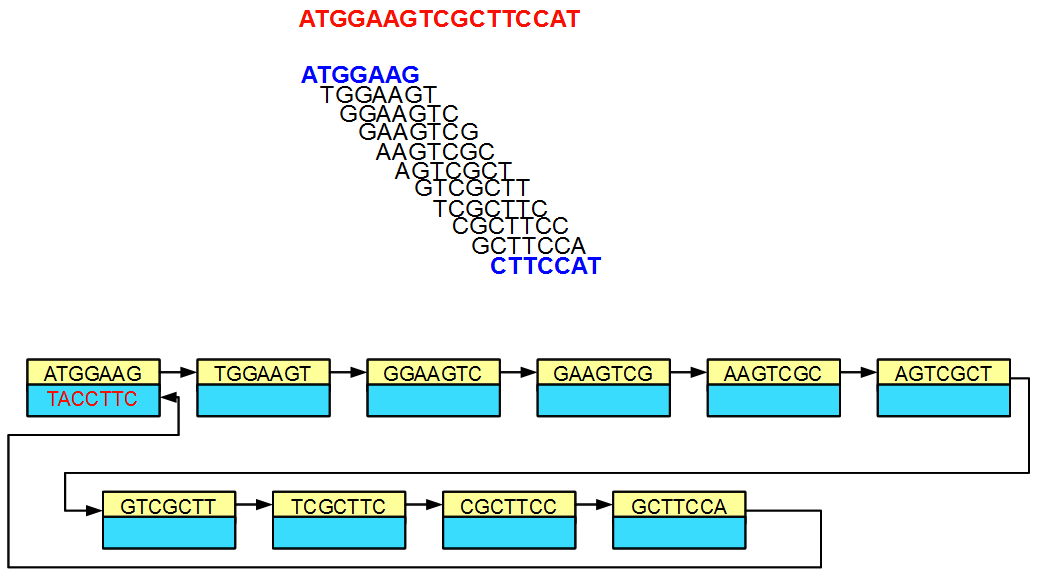 ATGGAAGTCGCTTCCAT
ATGGAAG
TGGAAGT
GGAAGTC
GAAGTCG
AAGTCGC
AGTCGCT
GTCGCTT
TCGCTTC
CGCTTCC
GCTTCCA
CTTCCAT
ATGGAAG TGGAAGT GGAAGTC GAAGTCG AAGTCGC AGTCGCT
TACCTTC
GTCGCTT TCGCTTC CGCTTCC GCTTCCA